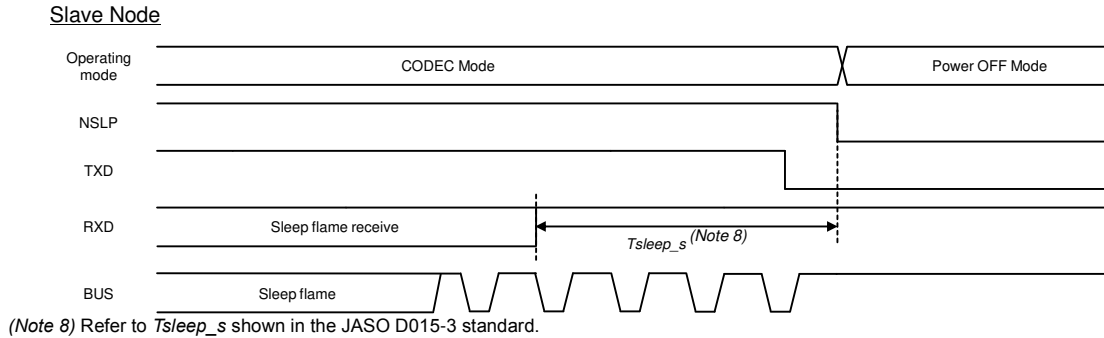 Slave Node
Operating
mode
CODEC Mode
Power OFF Mode
NSLP
TXD
RXD
Sleep flame receive
Tsleep_s (Note 8)
BUS
Sleep flame
(Note 8) Refer to Tsleep_s shown in the JASO D015-3 standard.